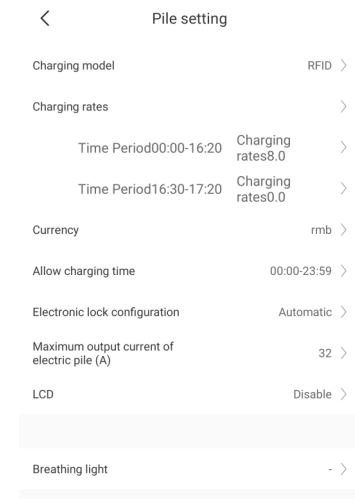 Pile setting
Charging model RFID
Charging rates
Time Period00:00-16:20 Charging
rates8.0
Time Period16:30-17:20 Charging
rates0.0
Currency rmb
Allow charging time 00:00-23:59
Electronic lock configuration Automatic
Maximum output current of
electric pile (A) 32
LCD Disable
Breathing light -